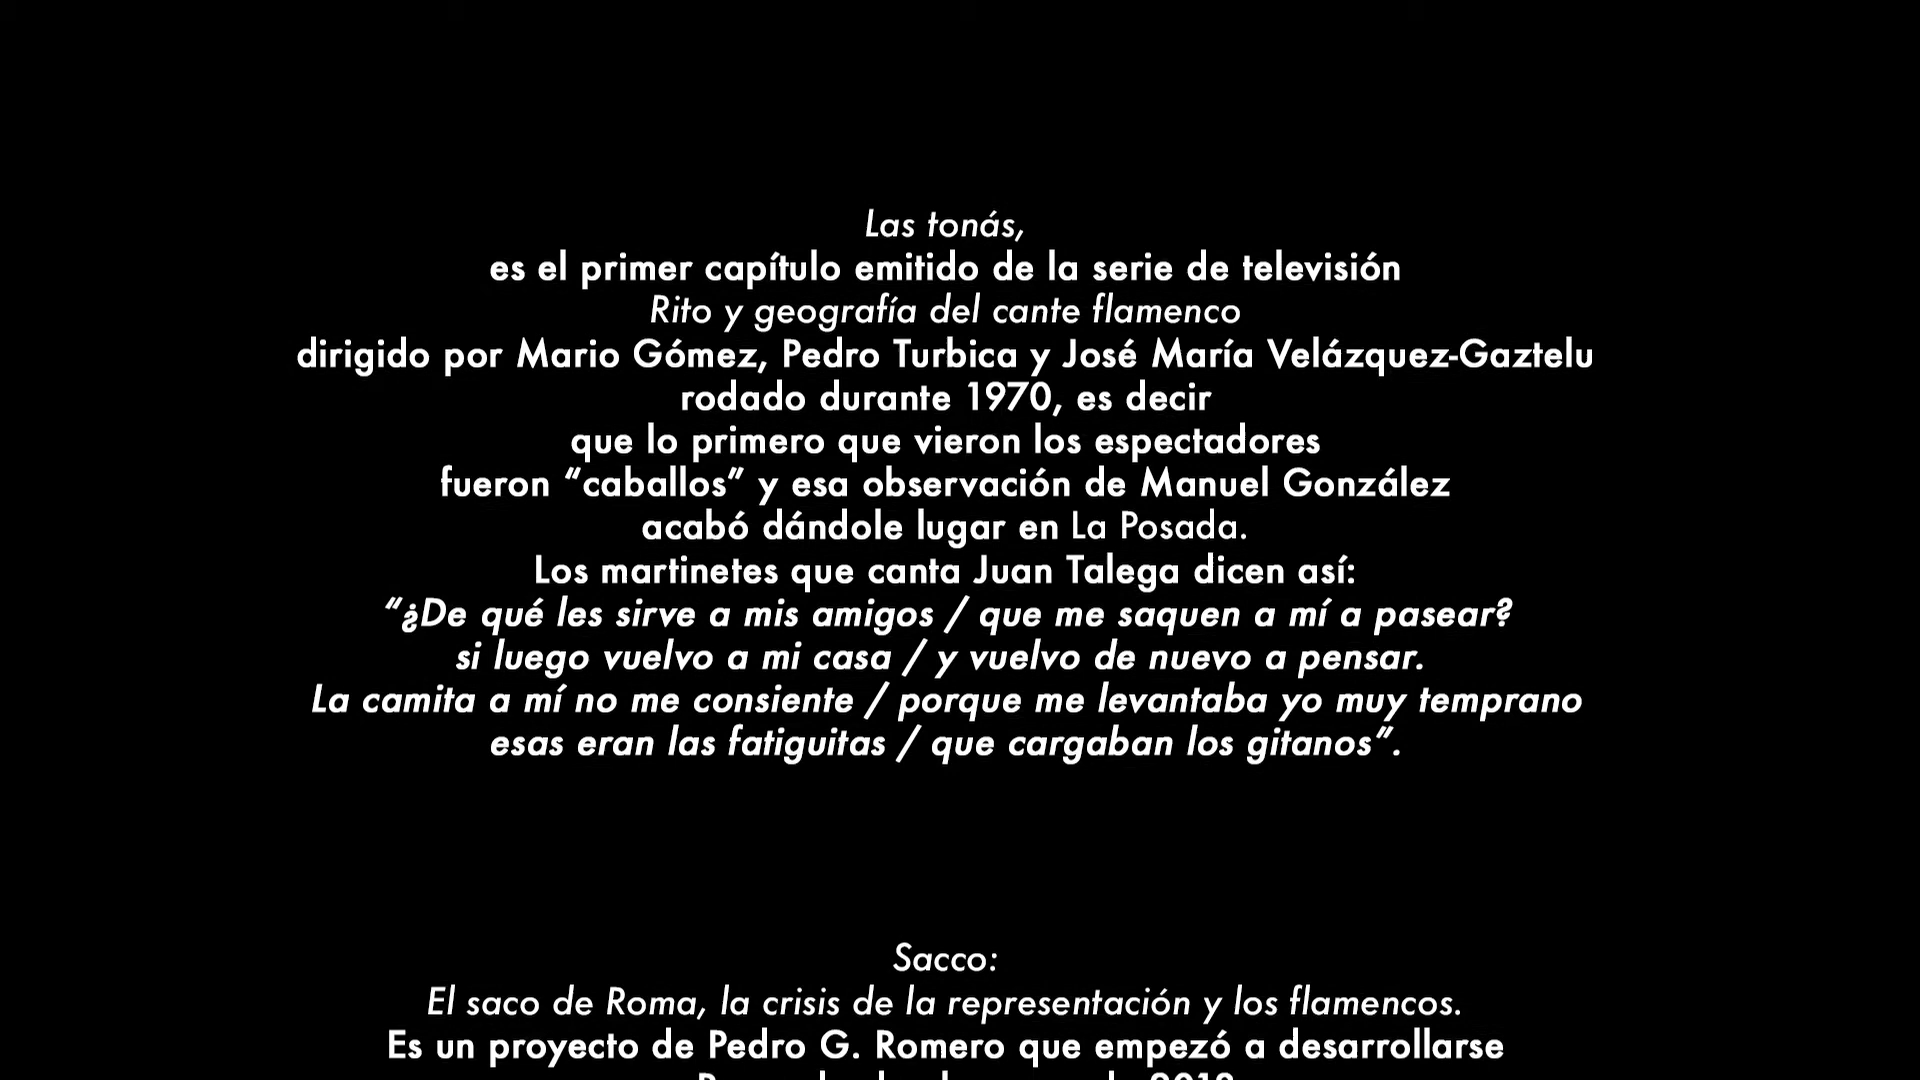 Las tonás,
es el primer capítulo emitido de la serie de televisión
Rito y geografía del cante flamenco
dirigido por Mario Gómez, Pedro Turbica y José María Velázquez-Gaztelu
rodado durante 1970, es decir
que lo primero que vieron los espectadores
fueron “caballos” y esa observación de Manuel González
acabó dándole lugar en La Posada.
Los martinetes que canta Juan Talega dicen así:
“¿De qué les sirve a mis amigos / que me saquen a mí a pasear?
si luego vuelvo a mi casa / y vuelvo de nuevo a pensar.
La camita a mí no me consiente / porque me levantaba yo muy temprano
esas eran las fatiguitas / que cargaban los gitanos”.
Sacco:
El saco de Roma, la crisis de la representación y los flamencos.
Es un proyecto de Pedro G. Romero que empezó a desarrollarse